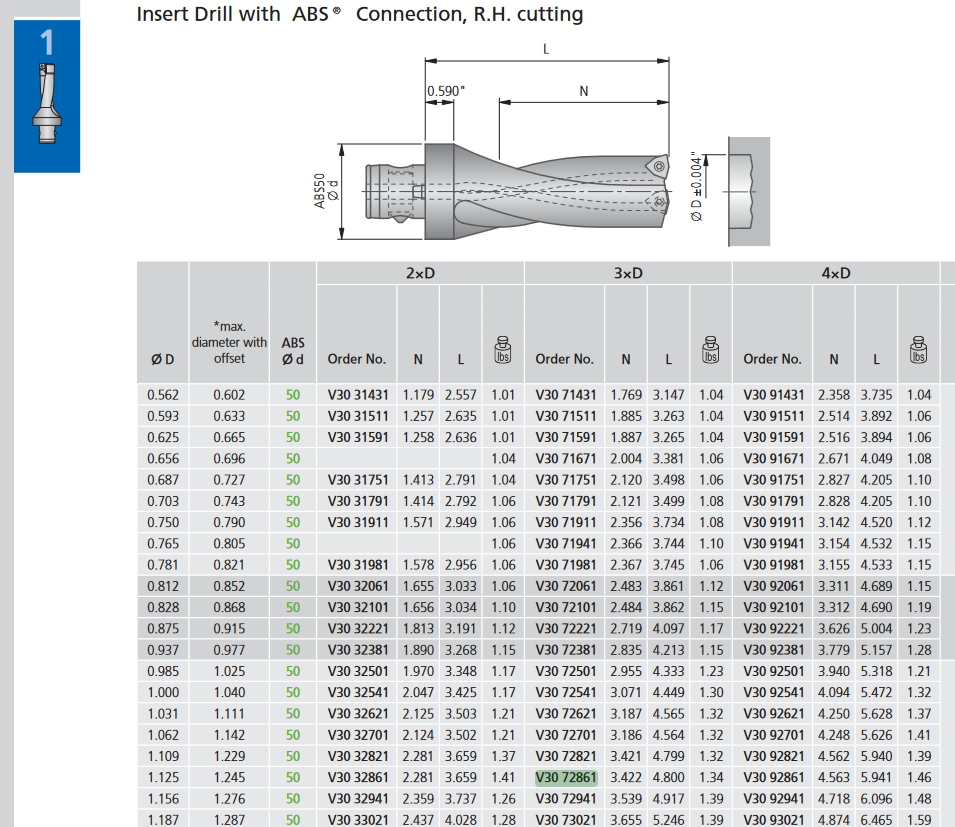 Insert Drill with ABS® Connection, R.H. cutting
1
L
0.590"
N
ABS50
Ø d
Ø D ±0.004"
2×D 3×D 4×D
*max.
diameter with
offset
ABS
Ø D Ø d Order No. N L lbs Order No. N L lbs Order No. N L lbs
0.562 0.602 50 V30 31431 1.179 2.557 1.01 V30 71431 1.769 3.147 1.04 V30 91431 2.358 3.735 1.04
0.593 0.633 50 V30 31511 1.257 2.635 1.01 V30 71511 1.885 3.263 1.04 V30 91511 2.514 3.892 1.06
0.625 0.665 50 V30 31591 1.258 2.636 1.01 V30 71591 1.887 3.265 1.04 V30 91591 2.516 3.894 1.06
0.656 0.696 50 1.04 V30 71671 2.004 3.381 1.06 V30 91671 2.671 4.049 1.08
0.687 0.727 50 V30 31751 1.413 2.791 1.04 V30 71751 2.120 3.498 1.06 V30 91751 2.827 4.205 1.10
0.703 0.743 50 V30 31791 1.414 2.792 1.06 V30 71791 2.121 3.499 1.08 V30 91791 2.828 4.205 1.10
0.750 0.790 50 V30 31911 1.571 2.949 1.06 V30 71911 2.356 3.734 1.08 V30 91911 3.142 4.520 1.12
0.765 0.805 50 1.06 V30 71941 2.366 3.744 1.10 V30 91941 3.154 4.532 1.15
0.781 0.821 50 V30 31981 1.578 2.956 1.06 V30 71981 2.367 3.745 1.06 V30 91981 3.155 4.533 1.15
0.812 0.852 50 V30 32061 1.655 3.033 1.06 V30 72061 2.483 3.861 1.12 V30 92061 3.311 4.689 1.15
0.828 0.868 50 V30 32101 1.656 3.034 1.10 V30 72101 2.484 3.862 1.15 V30 92101 3.312 4.690 1.19
0.875 0.915 50 V30 32221 1.813 3.191 1.12 V30 72221 2.719 4.097 1.17 V30 92221 3.626 5.004 1.23
0.937 0.977 50 V30 32381 1.890 3.268 1.15 V30 72381 2.835 4.213 1.15 V30 92381 3.779 5.157 1.28
0.985 1.025 50 V30 32501 1.970 3.348 1.17 V30 72501 2.955 4.333 1.23 V30 92501 3.940 5.318 1.21
1.000 1.040 50 V30 32541 2.047 3.425 1.17 V30 72541 3.071 4.449 1.30 V30 92541 4.094 5.472 1.32
1.031 1.111 50 V30 32621 2.125 3.503 1.21 V30 72621 3.187 4.565 1.32 V30 92621 4.250 5.628 1.37
1.062 1.142 50 V30 32701 2.124 3.502 1.21 V30 72701 3.186 4.564 1.32 V30 92701 4.248 5.626 1.41
1.109 1.229 50 V30 32821 2.281 3.659 1.37 V30 72821 3.421 4.799 1.32 V30 92821 4.562 5.940 1.39
1.125 1.245 50 V30 32861 2.281 3.659 1.41 V30 72861 3.422 4.800 1.34 V30 92861 4.563 5.941 1.46
1.156 1.276 50 V30 32941 2.359 3.737 1.26 V30 72941 3.539 4.917 1.39 V30 92941 4.718 6.096 1.48
1.187 1.287 50 V30 33021 2.437 4.028 1.28 V30 73021 3.655 5.246 1.39 V30 93021 4.874 6.465 1.59